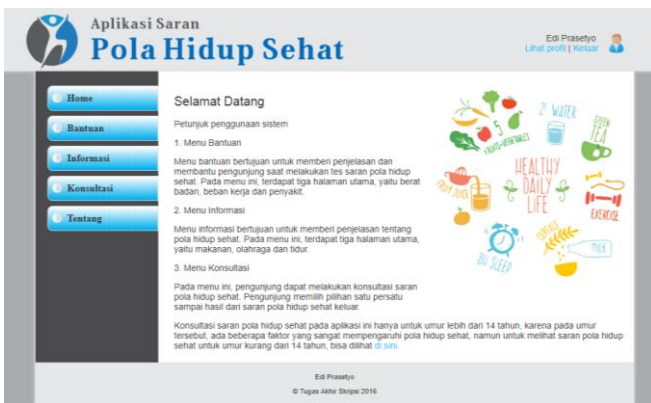 Aplikasi Saran
Pola Hidup Sehat
Edi Prasetyo
Lihat profil | Keluar
Home
Bantuan
Informasi
Konsultasi
Tentang
Selamat Datang
Petunjuk penggunaan sistem
1. Menu Bantuan
Menu bantuan bertujuan untuk memberi penjelasan dan
membantu pengunjung saat melakukan tes saran pola hidup
sehat. Pada menu ini, terdapat tiga halaman utama, yaitu berat
badan, beban kerja dan penyakit.
2. Menu Informasi
Menu informasi bertujuan untuk memberi penjelasan tentang
pola hidup sehat. Pada menu ini, terdapat tiga halaman utama,
yaitu makanan, olahraga dan tidur.
3. Menu Konsultasi
Pada menu ini, pengunjung dapat melakukan konsultasi saran
pola hidup sehat. Pengunjung memilih pilihan satu persatu
sampai hasil dari saran pola hidup sehat keluar.
Konsultasi saran pola hidup sehat pada aplikasi ini hanya untuk umur lebih dari 14 tahun, karena pada umur
tersebut, ada beberapa faktor yang sangat mempengaruhi pola hidup sehat, namun untuk melihat saran pola hidup
sehat untuk umur kurang dari 14 tahun, bisa dilihat di sini
2l WATER
GREEN
TEA
5
FRUITS+VEGETABLES
HEALTHY
DAILY
LIFE
FRUIT JUICE
EXERCISE
CEREALS
MILK
8H SLEEP
Edi Prasetyo
© Tugas Akhir Skripsi 2016